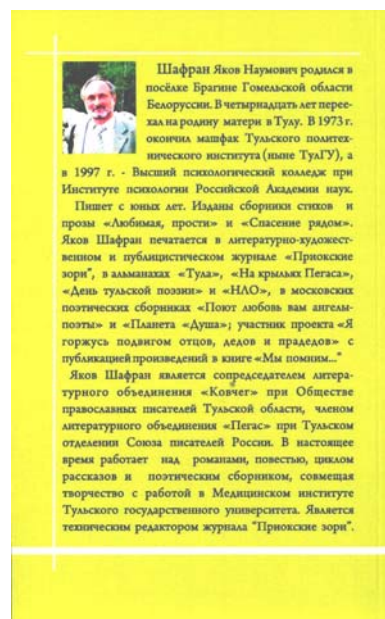 Шафран Яков Наумович родился в
посёлке Брагине Гомельской области
Белоруссии. В четырнадцать лет перее-
хал на родину матери в Тулу. В 1973 г.
окончил машфак Тульского политех-
нического института (ныне ТулГУ), а
в 1997 г. - Высший психологический колледж при
Институте психологии Российской Академии наук.
Пишет с юных лет. Изданы сборники стихов и
прозы «Любимая, прости» и «Спасение рядом».
Яков Шафран печатается в литературно-художест-
венном и публицистическом журнале «Приокские
зори", в альманахах «Тула», «На крыльях Пегаса»,
«День тульской поэзии» и «НЛО», в московских
поэтических сборниках «Поют любовь вам ангелы-
поэты» и «Планета «Душа»; участник проекта «Я
горжусь подвигом отцов, дедов и прадедов» с
публикацией произведений в книге «Мы помним..."
Яков Шафран является сопредседателем литера-
турного объединения «Ковчег» при Обществе
православных писателей Тульской области, членом
литературного объединения «Пегас» при Тульском
отделении Союза писателей России. В настоящее
время работает над романами, повестью, циклом
рассказов и поэтическим сборником, совмещая
творчество с работой в Медицинском институте
Тульского государственного университета. Является
техническим редактором журнала "Приокские зори".